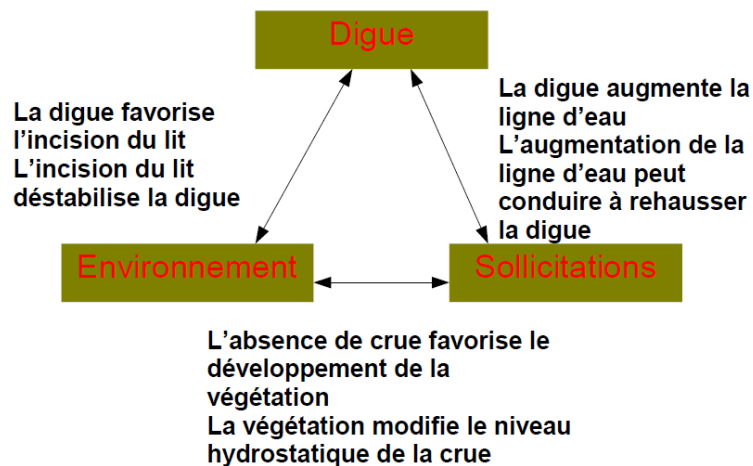 Digue
La digue favorise
l'incision du lit
L'incision du lit
déstabilise la digue
La digue augmente la
ligne d'eau
L'augmentation de la
ligne d'eau peut
conduire à rehausser
la digue
Environnement
Sollicitations
L'absence de crue favorise le
développement de la
végétation
La végétation modifie le niveau
hydrostatique de la crue